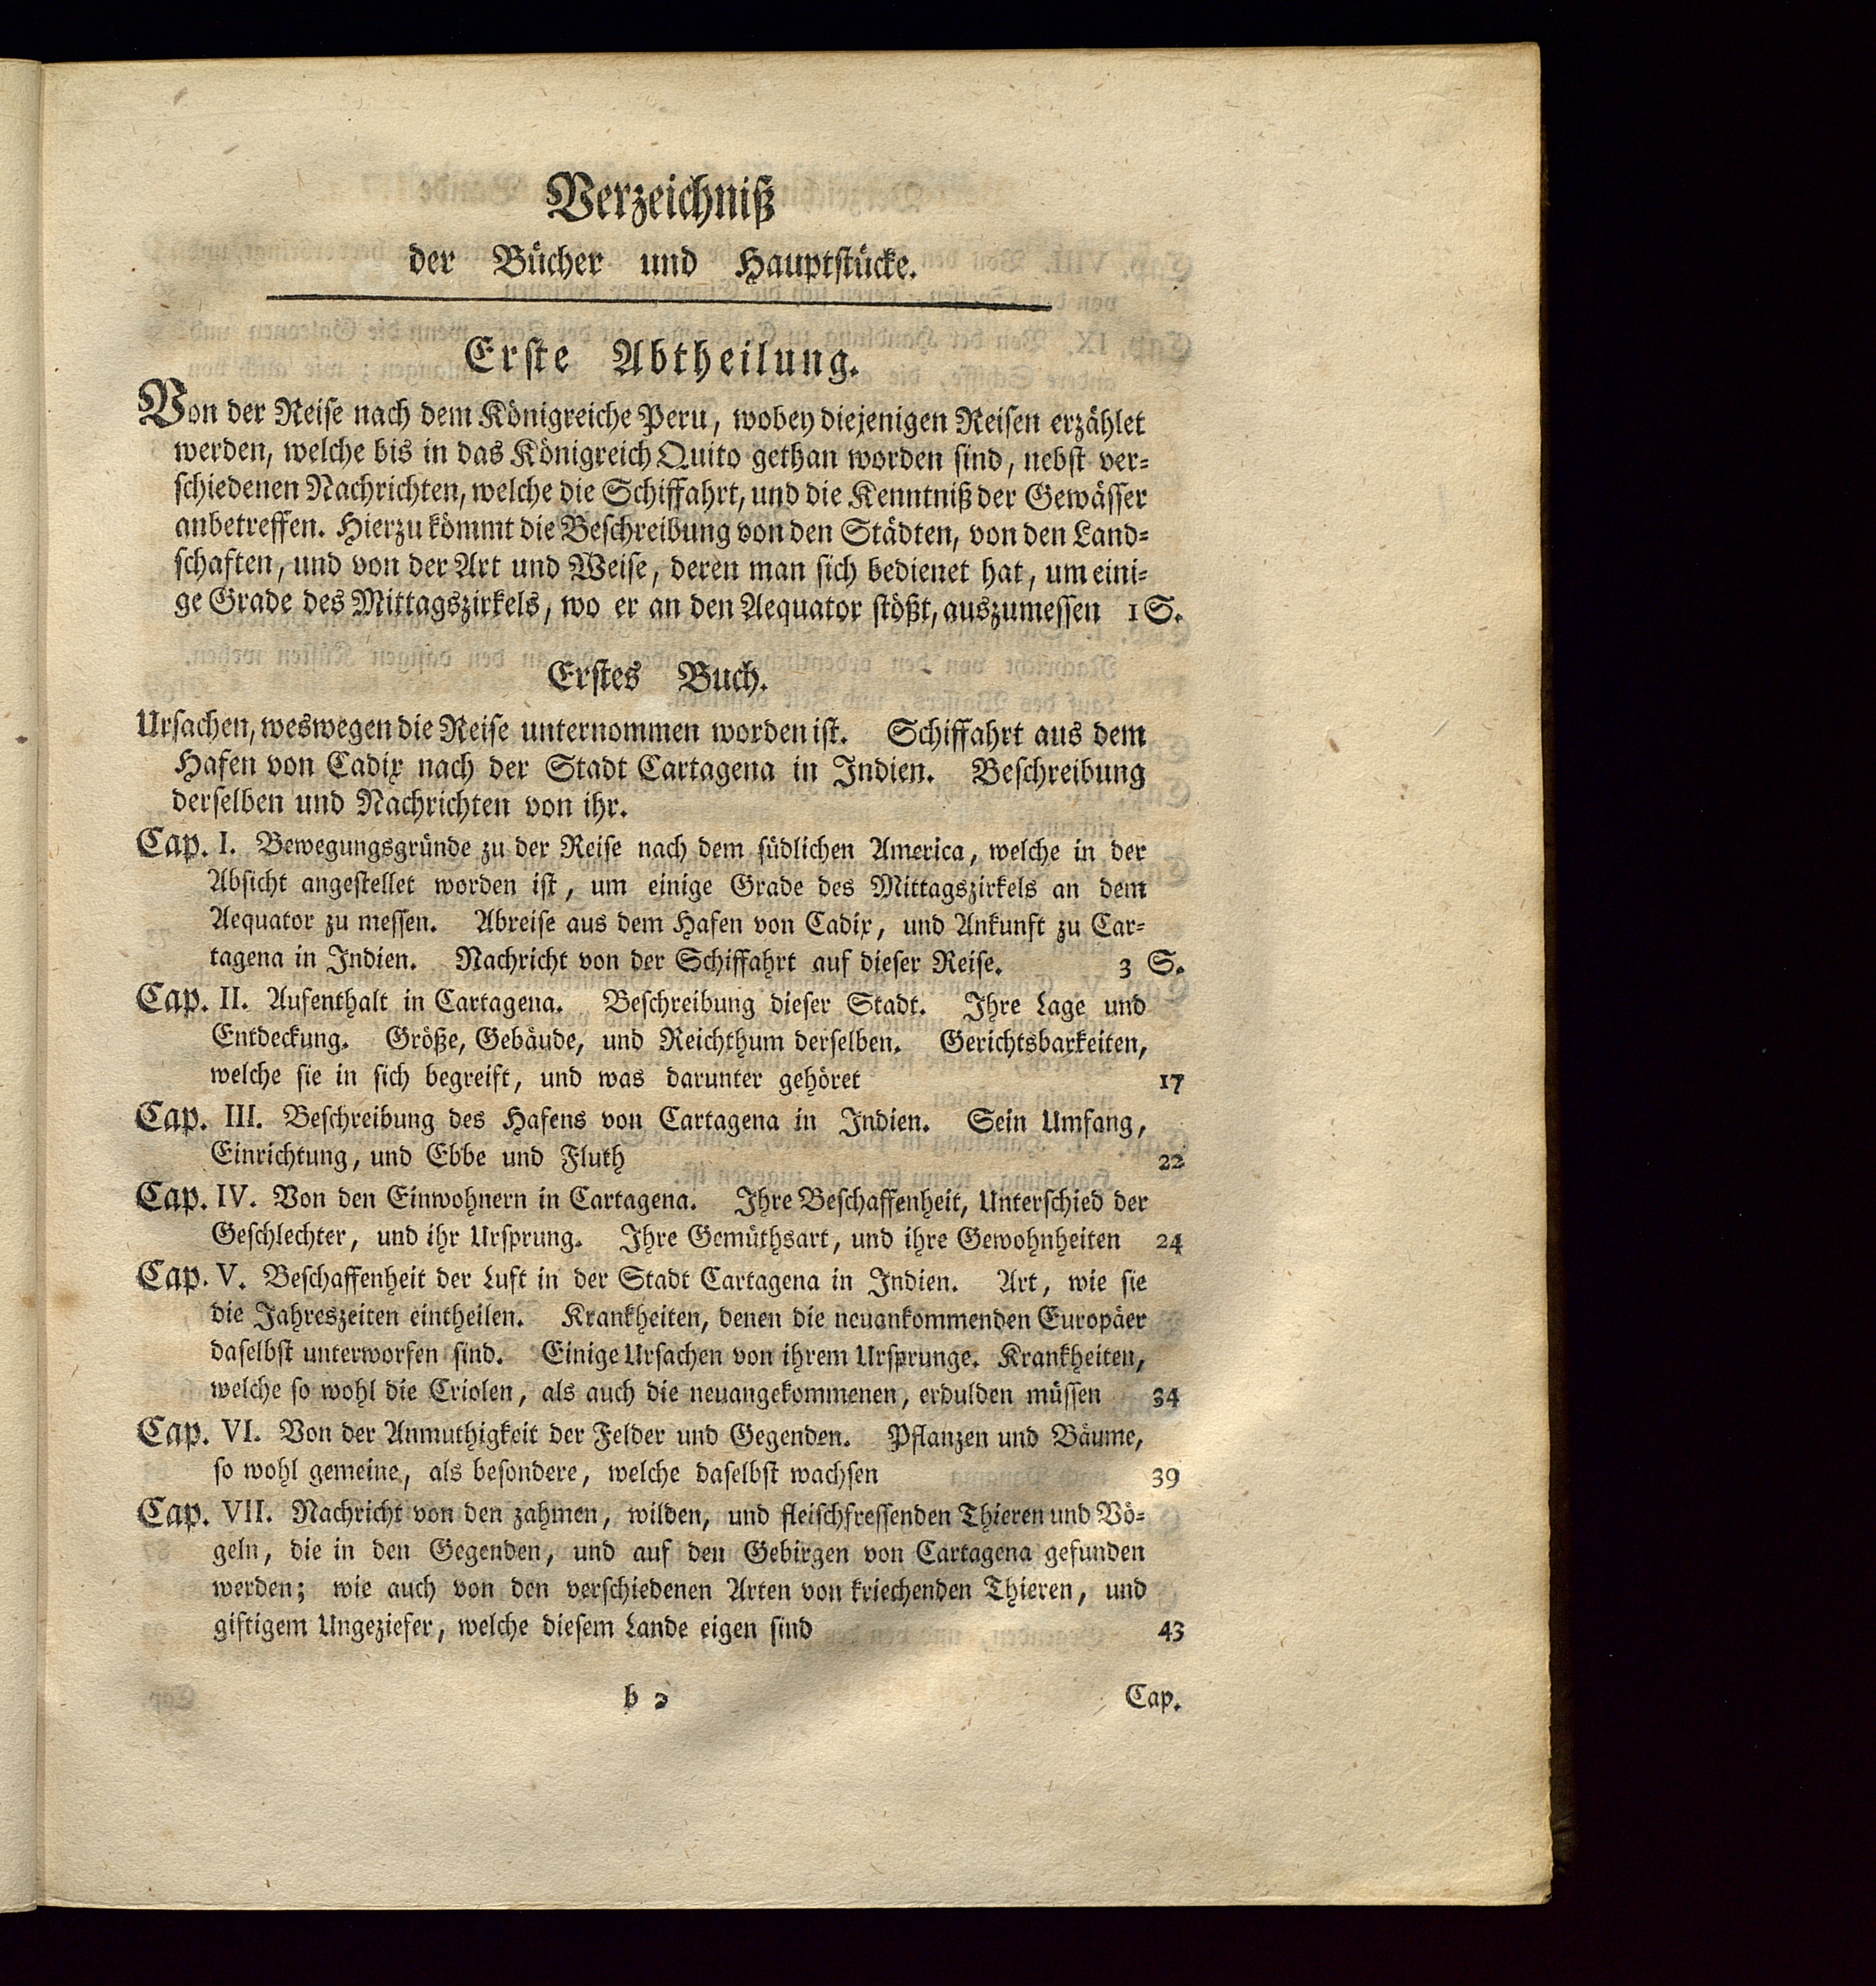 Verzeichniß
der Bücher und Hauptstücke.
Erste Abtheilung.
Von der Reise nach dem Königreiche Peru, wobey diejenigen Reisen erzählet
werden, welche bis in das Königreich Quito gethan worden sind, nebst ver-
schiedenen Nachrichten, welche die Schiffahrt, und die Kenntniß der Gewässer
anbetreffen. Hierzu kömmt die Beschreibung von den Städten, von den Land-
schaften, und von der Art und Weise, deren man sich bedienet hat, um eini-
ge Grade des Mittagszirkels, wo er an den Aequator stößt, auszumessen 1 S.
Erstes Buch.
Ursachen, weswegen die Reise unternommen worden ist. Schiffahrt aus dem
Hafen von Cadix nach der Stadt Cartagena in Indien. Beschreibung
derselben und Nachrichten von ihr.
Cap. I. Bewegungsgründe zu der Reise nach dem südlichen America, welche in der
Absicht angestellet worden ist, um einige Grade des Mittagszirkels an dem
Aequator zu messen. Abreise aus dem Hafen von Cadix, und Ankunft zu Car-
tagena in Indien. Nachricht von der Schiffahrt auf dieser Reise. 3 S.
Cap. II. Aufenthalt in Cartagena. Beschreibung dieser Stadt. Ihre Lage und
Entdeckung. Größe, Gebäude, und Reichthum derselben. Gerichtsbarkeiten,
welche sie in sich begreift, und was darunter gehöret 17
Cap. III. Beschreibung des Hafens von Cartagena in Indien. Sein Umfang,
Einrichtung, und Ebbe und Fluth 22
Cap. IV. Von den Einwohnern in Cartagena. Ihre Beschaffenheit, Unterschied der
Geschlechter, und ihr Ursprung. Ihre Gemüthsart, und ihre Gewohnheiten 24
Cap. V. Beschaffenheit der Luft in der Stadt Cartagena in Indien. Art, wie sie
die Jahreszeiten eintheilen. Krankheiten, denen die neuankommenden Europäer
daselbst unterworfen sind. Einige Ursachen von ihrem Ursprunge. Krankheiten,
welche so wohl die Criolen, als auch die neuangekommenen, erdulden müssen 34
Cap. VI. Von der Anmuthigkeit der Felder und Gegenden. Pflanzen und Bäume,
so wohl gemeine, als besondere, welche daselbst wachsen 39
Cap. VII. Nachricht von den zahmen, wilden, und fleischfressenden Thieren und Vö-
geln, die in den Gegenden, und auf den Gebirgen von Cartagena gefunden
werden; wie auch von den verschiedenen Arten von kriechenden Thieren, und
giftigem Ungeziefer, welche diesem Lande eigen sind 43
b 2 Cap.